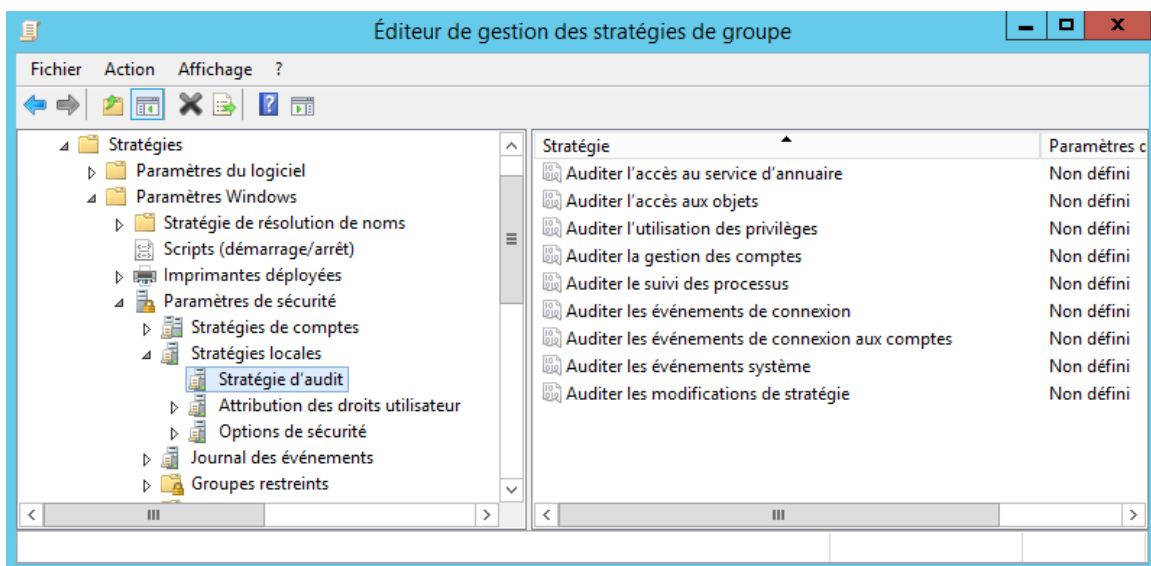 Éditeur de gestion des stratégies de groupe
Fichier Action Affichage ?
Stratégies
Paramètres du logiciel
Paramètres Windows
Stratégie de résolution de noms
Scripts (démarrage/arrêt)
Imprimantes déployées
Paramètres de sécurité
Stratégies de comptes
Stratégies locales
Stratégie d'audit
Attribution des droits utilisateur
Options de sécurité
Journal des événements
Groupes restreints
Stratégie Paramètres d
Auditer l'accès au service d'annuaire Non défini
Auditer l'accès aux objets Non défini
Auditer l'utilisation des privilèges Non défini
Auditer la gestion des comptes Non défini
Auditer le suivi des processus Non défini
Auditer les événements de connexion Non défini
Auditer les événements de connexion aux comptes Non défini
Auditer les événements système Non défini
Auditer les modifications de stratégie Non défini